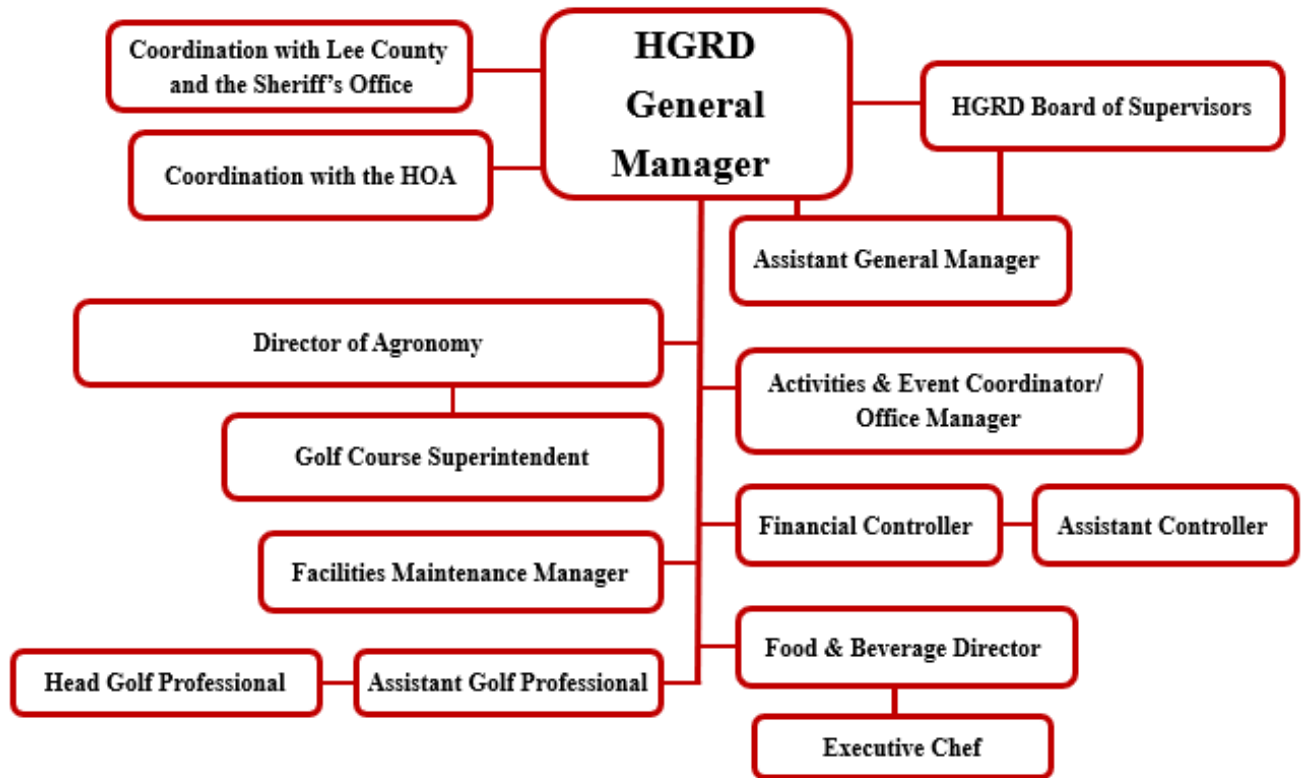 Coordination with Lee County
and the Sheriff's Office
HGRD
General
Manager
HGRD Board of Supervisors
Coordination with the HOA
Assistant General Manager
Director of Agronomy
Activities & Event Coordinator/
Office Manager
Golf Course Superintendent
Financial Controller
Assistant Controller
Facilities Maintenance Manager
Food & Beverage Director
Head Golf Professional
Assistant Golf Professional
Executive Chef